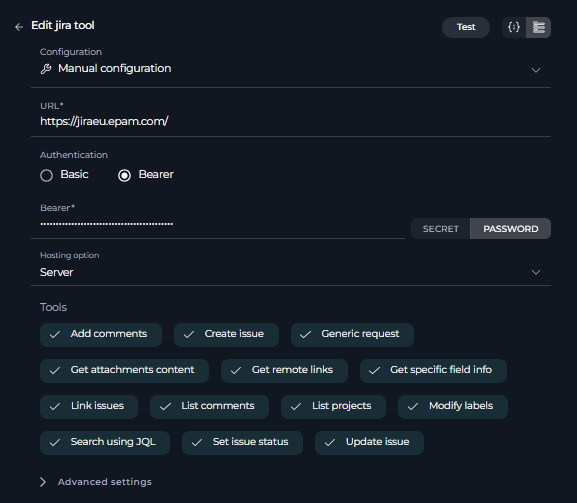 Edit jira tool
Test
Configuration
Manual configuration
URL*
https://jiraeu.epam.com/
Authentication
Basic Bearer
Bearer*
SECRET PASSWORD
Hosting option
Server
Tools
Add comments Create issue Generic request
Get attachments content Get remote links Get specific field info
Link issues List comments List projects Modify labels
Search using JQL Set issue status Update issue
Advanced settings